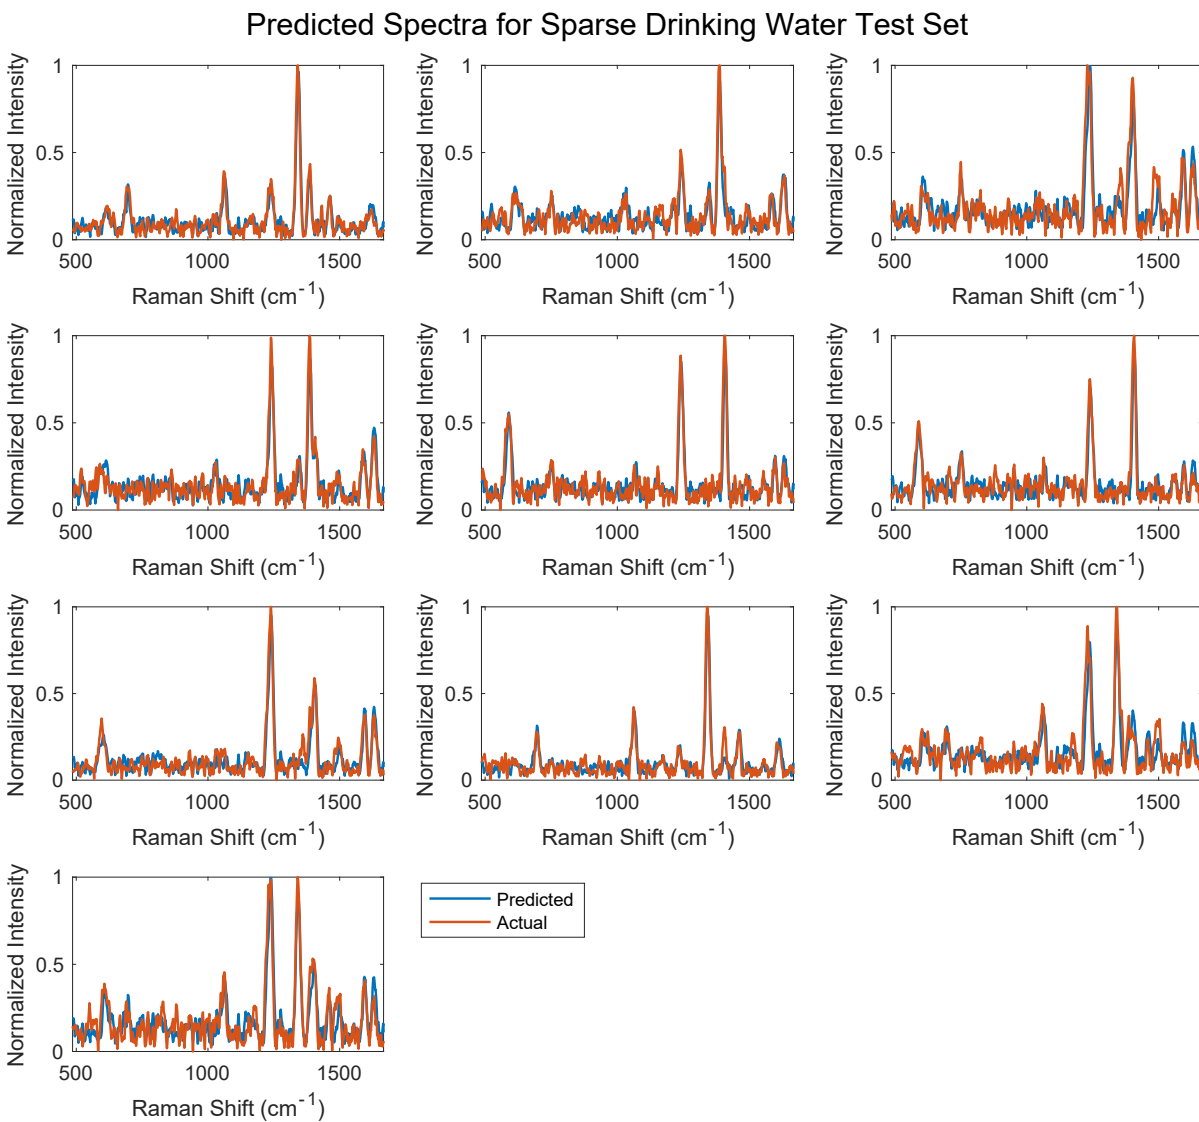 Predicted Spectra for Sparse Drinking Water Test Set
Normalized Intensity
1
0.5
0
500 1000 1500
Raman Shift (cm-1)
Normalized Intensity
1
0.5
0
500 1000 1500
Raman Shift (cm-1)
Normalized Intensity
1
0.5
0
500 1000 1500
Raman Shift (cm-1)
Normalized Intensity
1
0.5
0
500 1000 1500
Raman Shift (cm-1)
Normalized Intensity
1
0.5
0
500 1000 1500
Raman Shift (cm-1)
Normalized Intensity
1
0.5
0
500 1000 1500
Raman Shift (cm-1)
Normalized Intensity
1
0.5
0
500 1000 1500
Raman Shift (cm-1)
Normalized Intensity
1
0.5
0
500 1000 1500
Raman Shift (cm-1)
Normalized Intensity
1
0.5
0
500 1000 1500
Raman Shift (cm-1)
Normalized Intensity
1
0.5
0
500 1000 1500
Raman Shift (cm-1)
Predicted
Actual